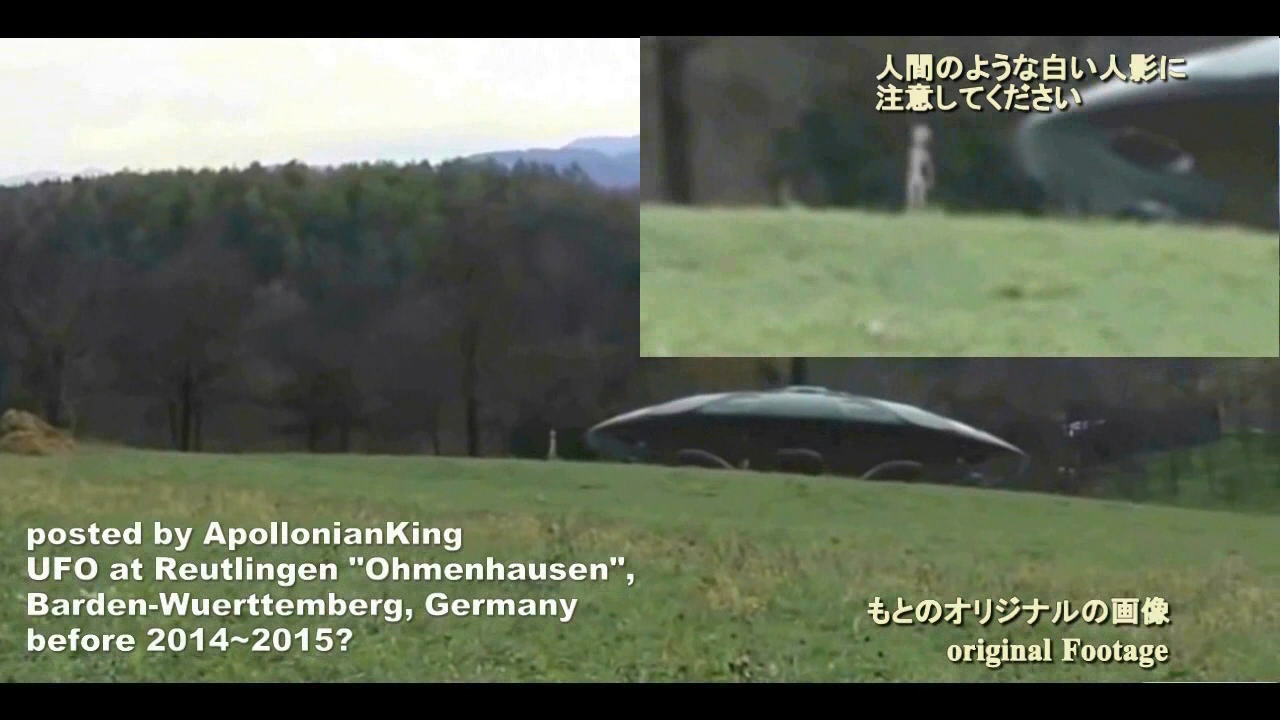 人間のような白い人影に
注意してください
posted by ApollonianKing
UFO at Reutlingen "Ohmenhausen",
Barden-Wuerttemberg, Germany
before 2014~2015?
もとのオリジナルの画像
original Footage